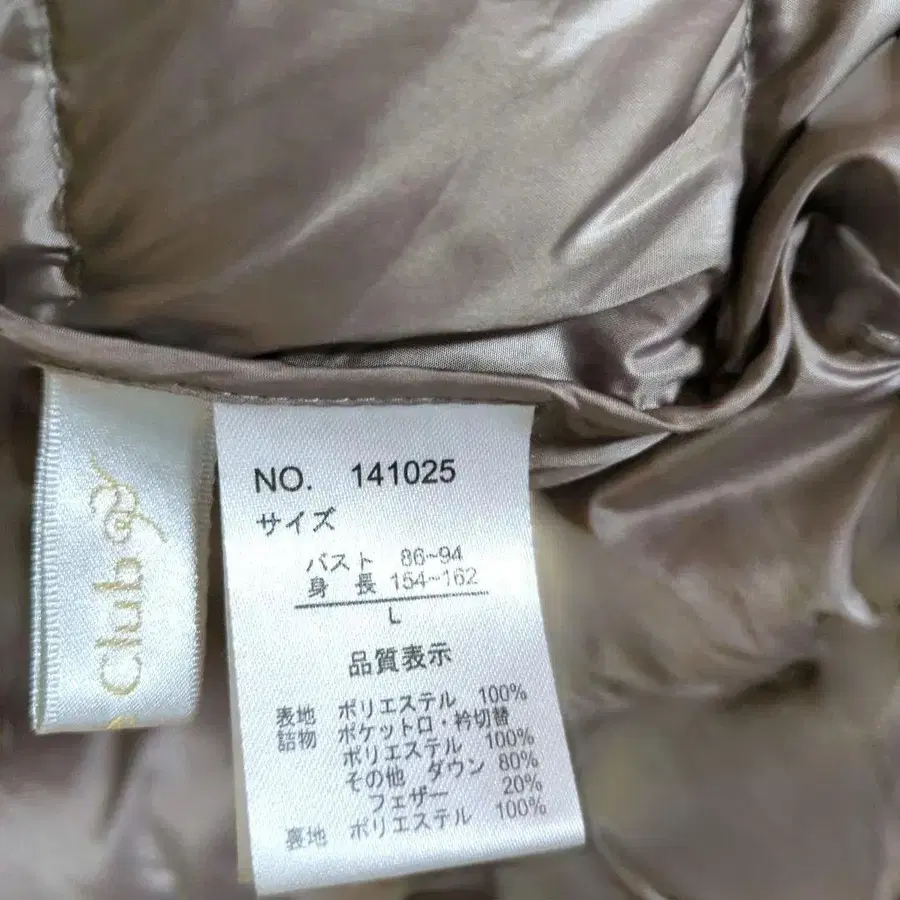 Club
NO. 141025
サイズ
バスト 86~94
身 長 154~162
L
品質表示
表地 ポリエステル 100%
詰物 ポケット口・衿切替
ポリエステル 100%
その他 ダウン 80%
フェザー 20%
裏地 ポリエステル 100%